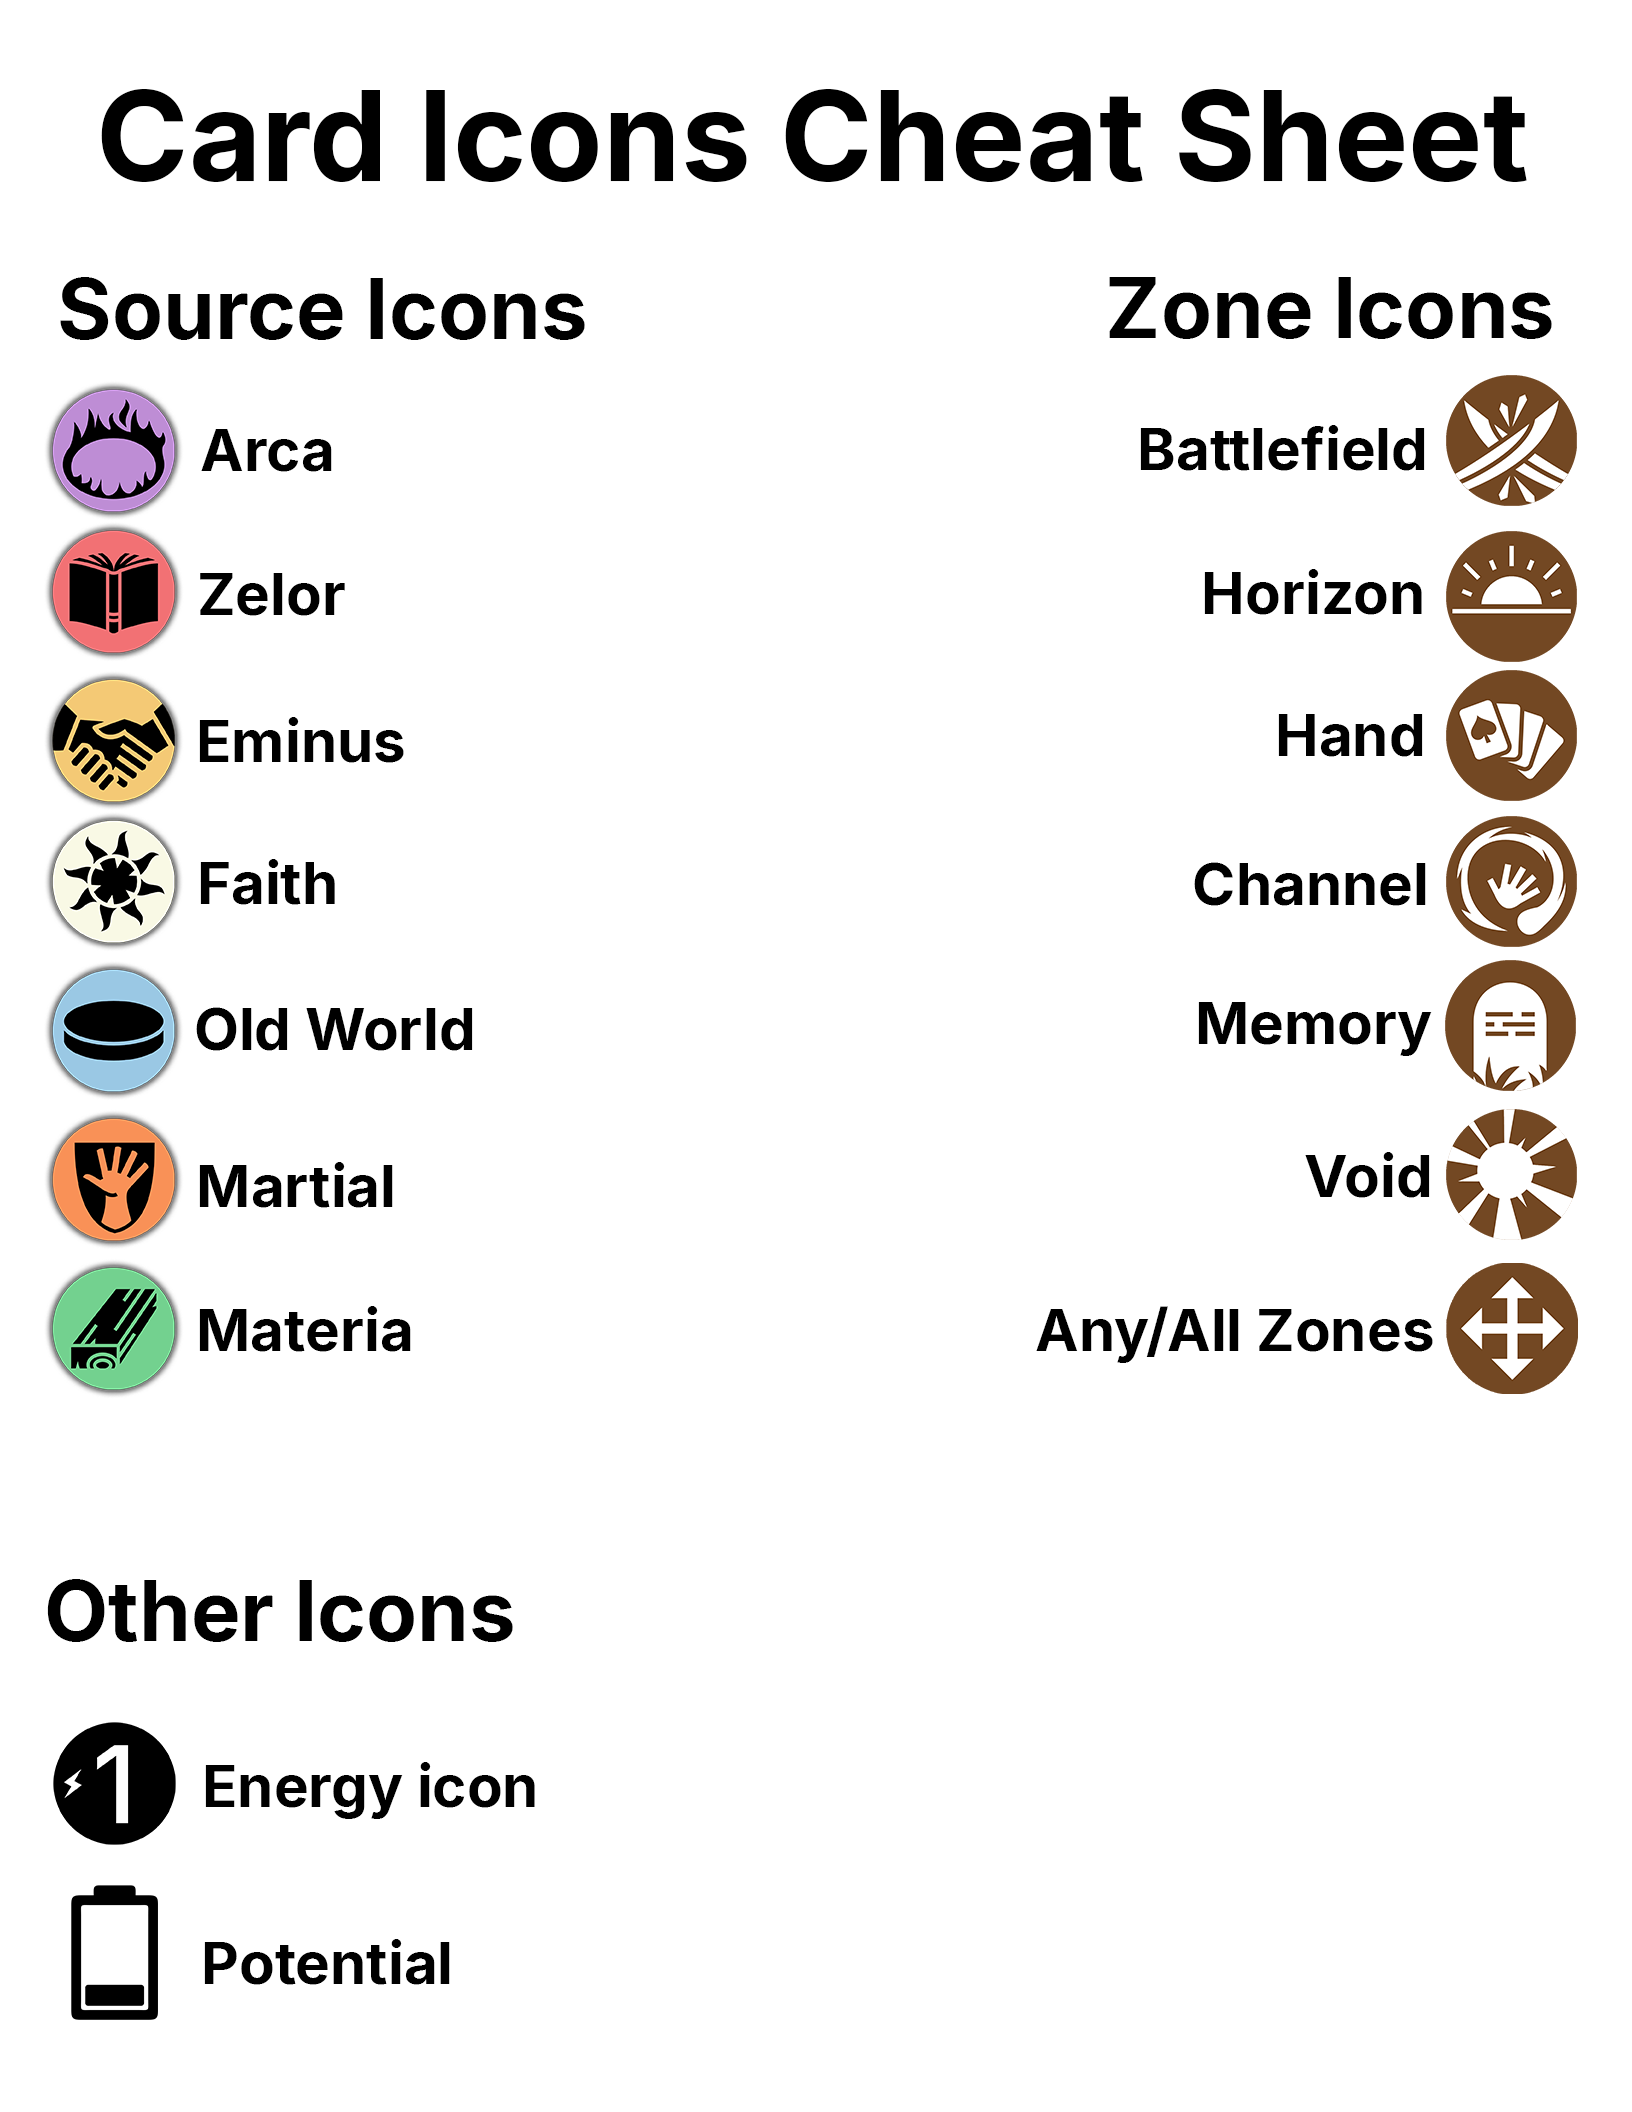 Card Icons Cheat Sheet
Source Icons
Arca
Zelor
Eminus
Faith
Old World
Martial
Materia
Zone Icons
Battlefield
Horizon
Hand
Channel
Memory
Void
Any/All Zones
Other Icons
1
Energy icon
Potential